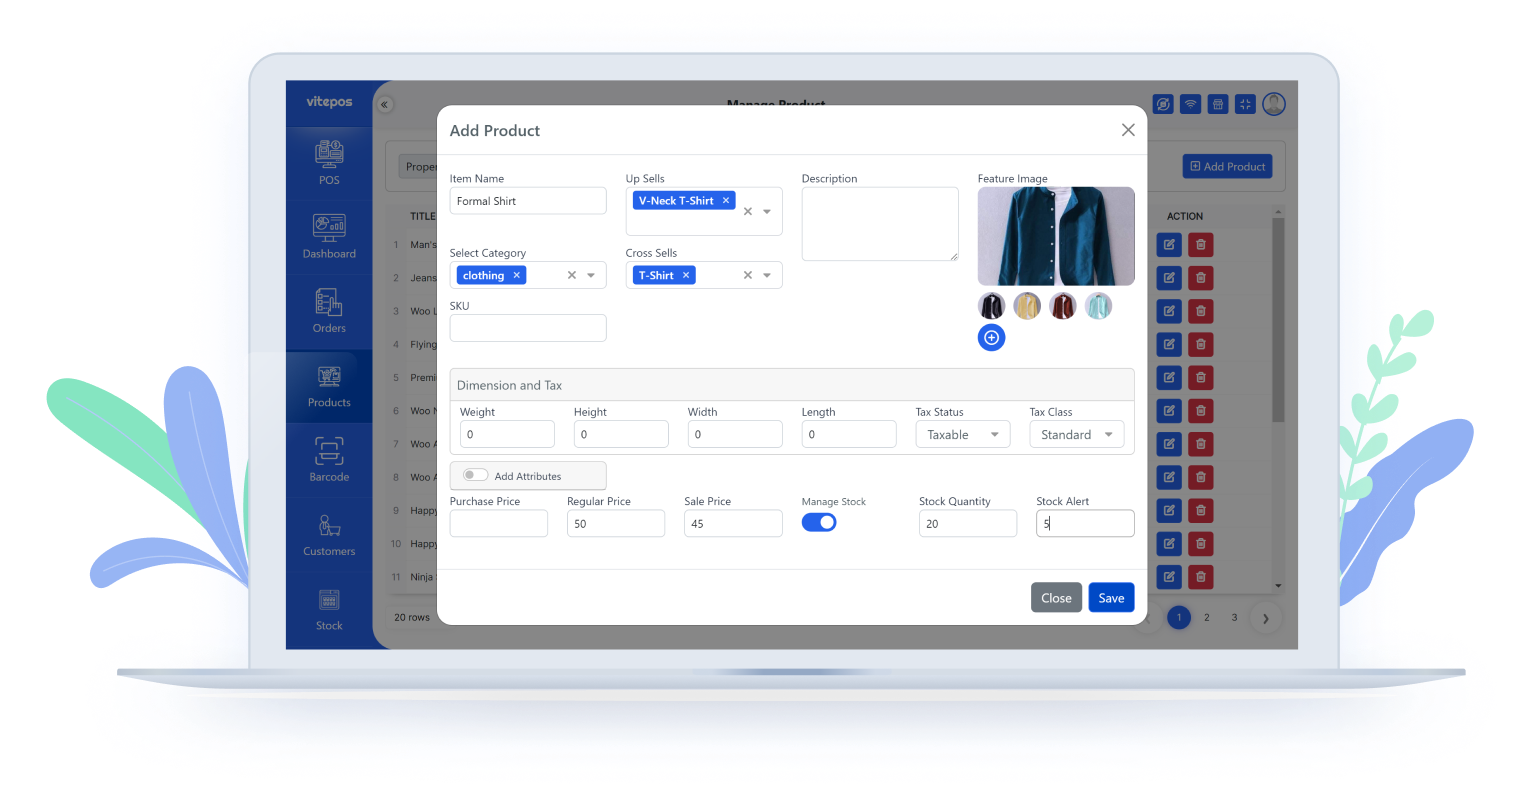 vitepos
Manage Product
POS
Dashboard
Orders
Products
Barcode
Customers
Stock
Add Product
TITLE
ACTION
1 Man's
2 Jeans
3 Woo
4 Flying
5
6 Woo
7 Woo
8 Woo
9 Happy
10 Happy
11 Ninja
20 rows
1 2 3
Add Product
Item Name
Formal Shirt
Up Sells
V-Neck T-Shirt
Description
Feature Image
Select Category
clothing
Cross Sells
T-Shirt
SKU
Dimension and Tax
Weight Height Width Length Tax Status Tax Class
0 0 0 0 Taxable Standard
Add Attributes
Purchase Price Regular Price Sale Price Manage Stock Stock Quantity Stock Alert
50 45 20 5
Close Save